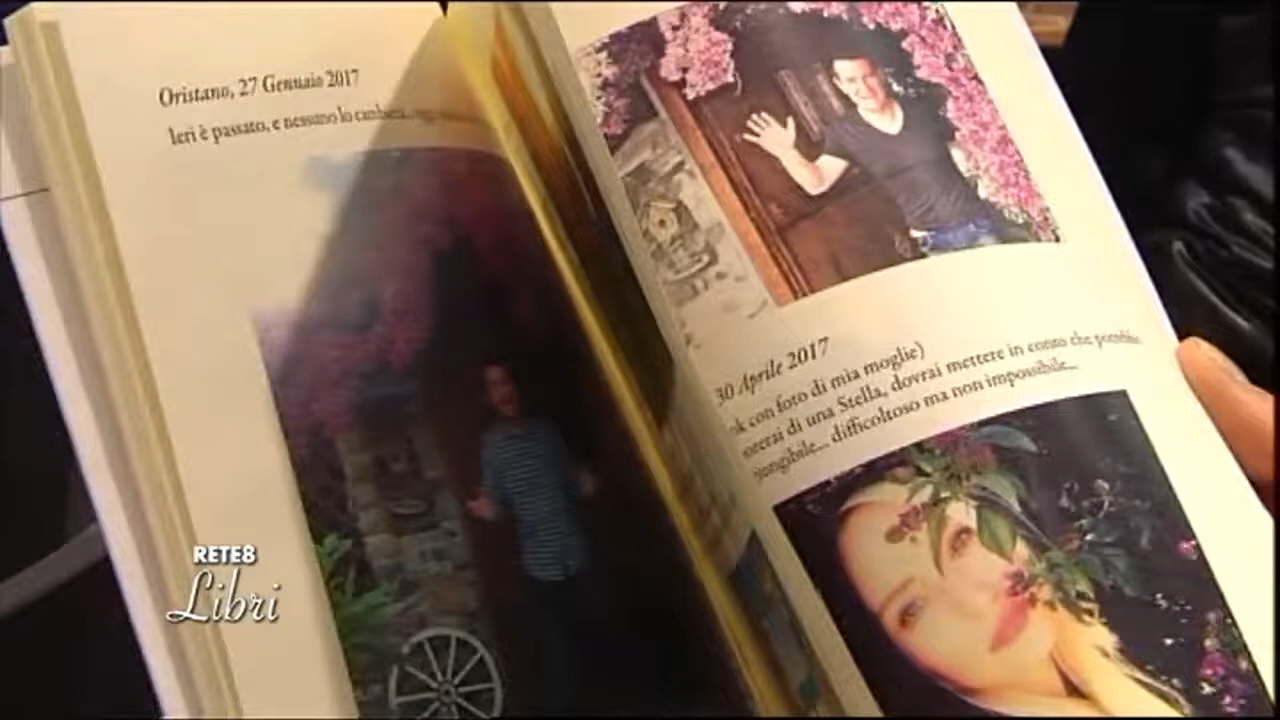 Oristano, 27 Gennaio 2017
Ieri è passato, e nessuno lo cambierà,
30 Aprile 2017
con foto di mia moglie)
di una Stella, dovrai mettere in conto che
difficoltoso ma non impossibile...
RETE8
Libri